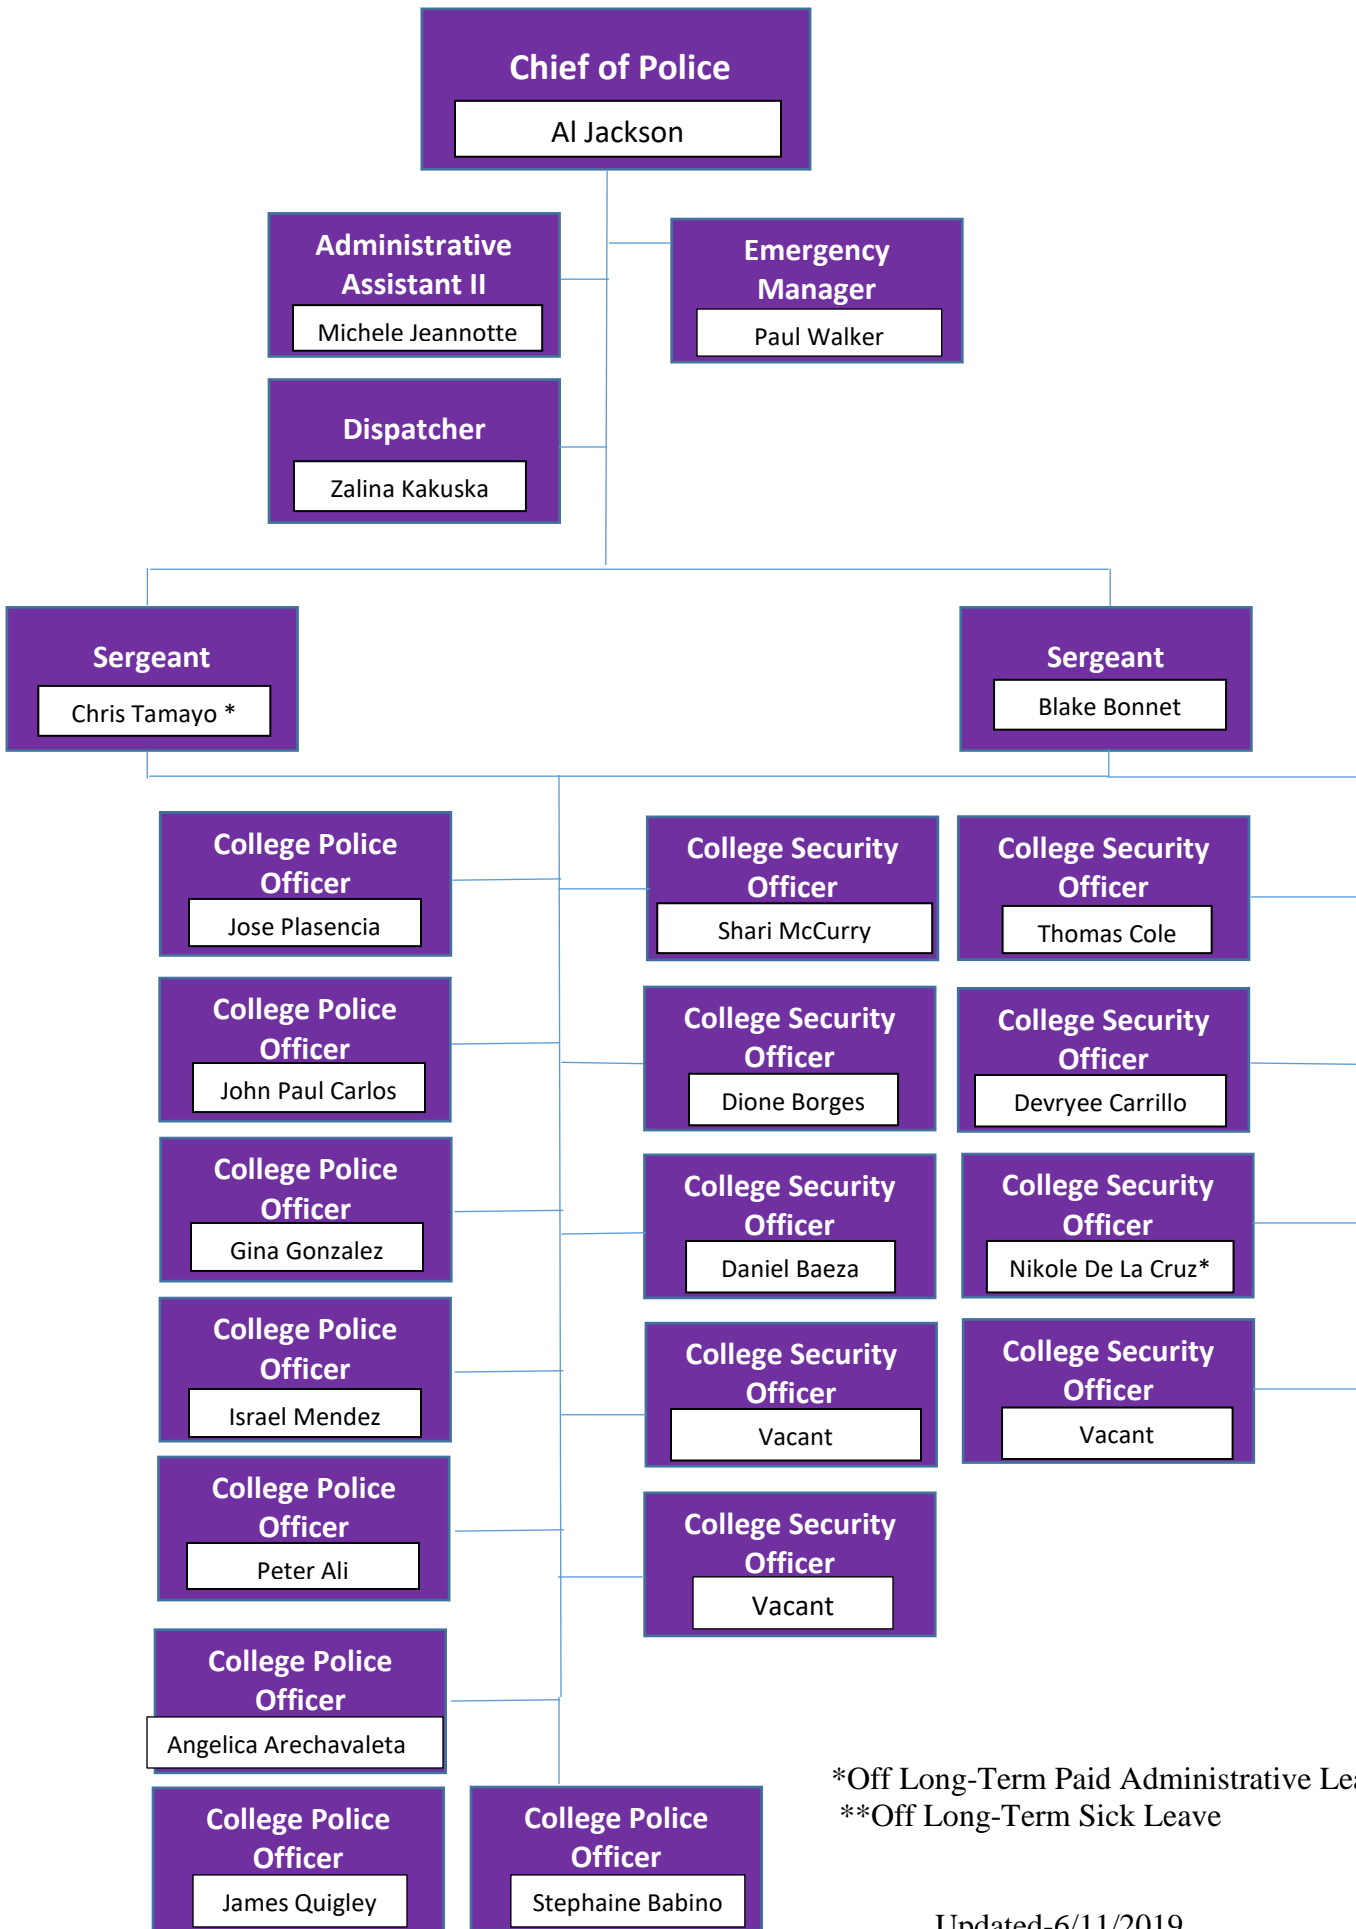 Chief of Police
Al Jackson
Administrative
Assistant II
Michele Jeannotte
Emergency
Manager
Paul Walker
Dispatcher
Zalina Kakuska
Sergeant
Chris Tamayo *
Sergeant
Blake Bonnet
College Police
Officer
Jose Plasencia
College Security
Officer
Shari McCurry
College Security
Officer
Thomas Cole
College Police
Officer
John Paul Carlos
College Security
Officer
Dione Borges
College Security
Officer
Devryee Carrillo
College Police
Officer
Gina Gonzalez
College Security
Officer
Daniel Baeza
College Security
Officer
Nikole De La Cruz*
College Police
Officer
Israel Mendez
College Security
Officer
Vacant
College Security
Officer
Vacant
College Police
Officer
Peter Ali
College Security
Officer
Vacant
College Police
Officer
Angelica Arechavaleta
College Police
Officer
James Quigley
College Police
Officer
Stephaine Babino
*Off Long-Term Paid Administrative Lea
**Off Long-Term Sick Leave
Updated-6/11/2019